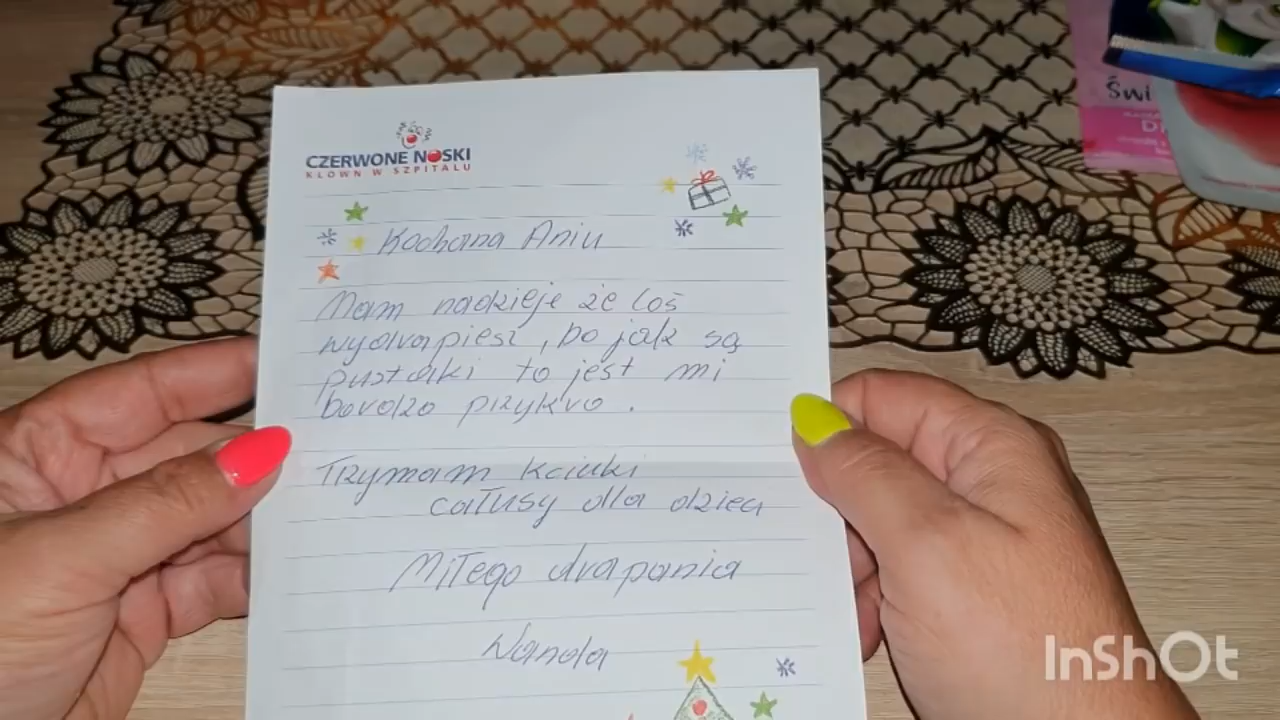 CZERWONE NOSKI
KLOWN W SZPITALU
Kochana Aniu
Mam nadzieje że coś
wydrapiesz, bo jak są
pustaki to jest mi
bardzo przykro.
Trzymam kciuki
całusy dla dzieci
Miłego drapania
Wanda
Świ
InShOt